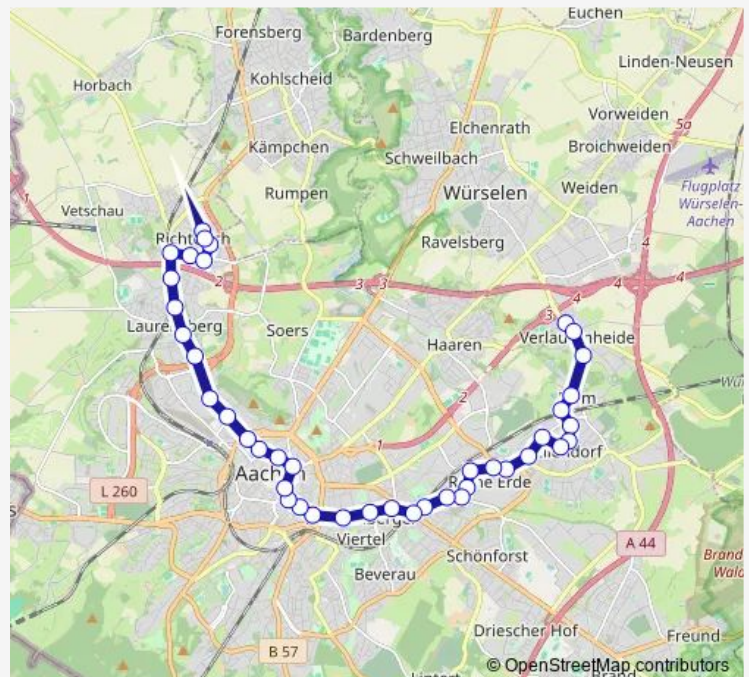 Euchen
Forensberg
Bardenberg
Linden-Neusen
Horbach
Kohlscheid
Vorweiden
5a
Elchenrath
Kämpchen
Broichweiden
Schweilbach
Flugplatz
Würselen-
Aachen
Rumpen
Würselen
Weiden
1
Vetschau
Ravelsberg
4
2
3
3
4
4
4
3
Soers
Haaren
2
1
L 260
Viertel
A 44
Schönforst
Beverau
Driescher Hof
Freund
B 57
© OpenStreetMap contributors